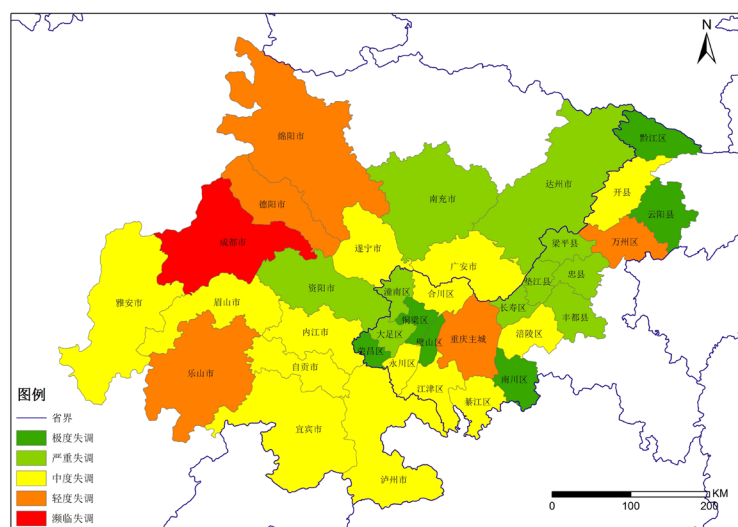 N
绵阳市
黔江区
开县
达州市
南充市
云阳县
德阳市
成都市
遂宁市
梁平县
万州区
广安市
忠县
垫江县
资阳市
潼南区
合川区
雅安市
眉山市
长寿区
丰都县
铜梁区
大足区
内江市
璧山区
重庆主城
涪陵区
荣昌区
永川区
自贡市
乐山市
南川区
江津区
綦江区
宜宾市
泸州市
图例
省界
极度失调
严重失调
中度失调
轻度失调
濒临失调
KM
0 100 200